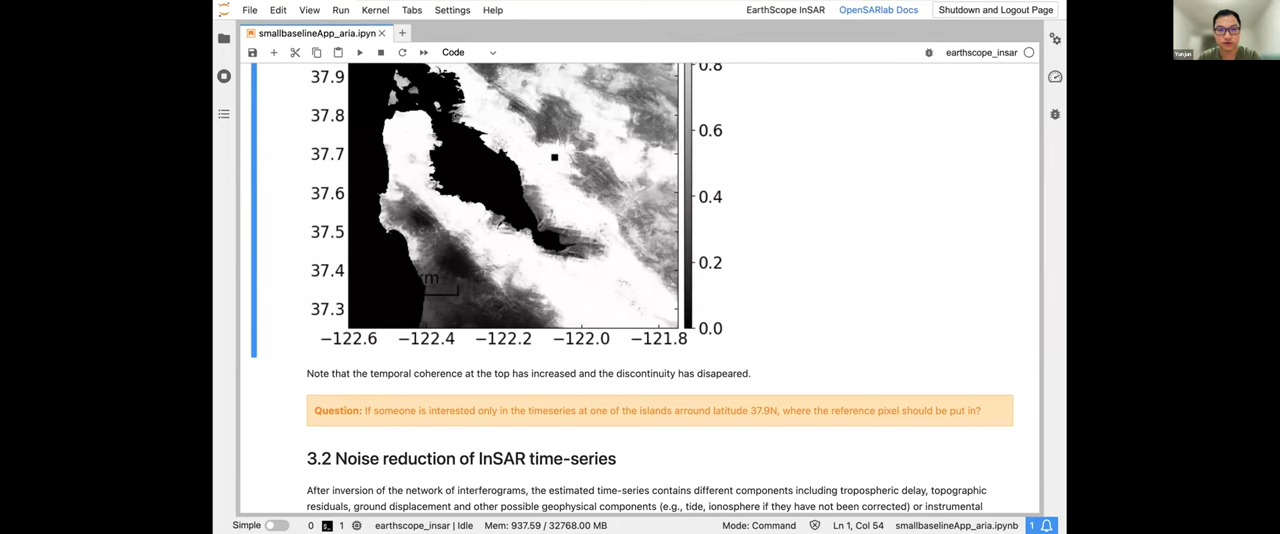 File Edit View Run Kernel Tabs Settings Help EarthScope InSAR OpenSARlab Docs Shutdown and Logout Page
smallbaselineApp_aria.ipyn
Code earthscope_insar
37.9
37.8
37.7
37.6
37.5
37.4
37.3
km
−122.6 −122.4 −122.2 −122.0 −121.8
0.8
0.6
0.4
0.2
0.0
Note that the temporal coherence at the top has increased and the discontinuity has disapeared.
Question: If someone is interested only in the timeseries at one of the islands arround latitude 37.9N, where the reference pixel should be put in?
3.2 Noise reduction of InSAR time-series
After inversion of the network of interferograms, the estimated time-series contains different components including tropospheric delay, topographic
residuals, ground displacement and other possible geophysical components (e.g., tide, ionosphere if they have not been corrected) or instrumental
Simple 0 1 earthscope_insar | Idle Mem: 937.59 / 32768.00 MB Mode: Command Ln 1, Col 54 smallbaselineApp_aria.ipynb 1
Yunjun